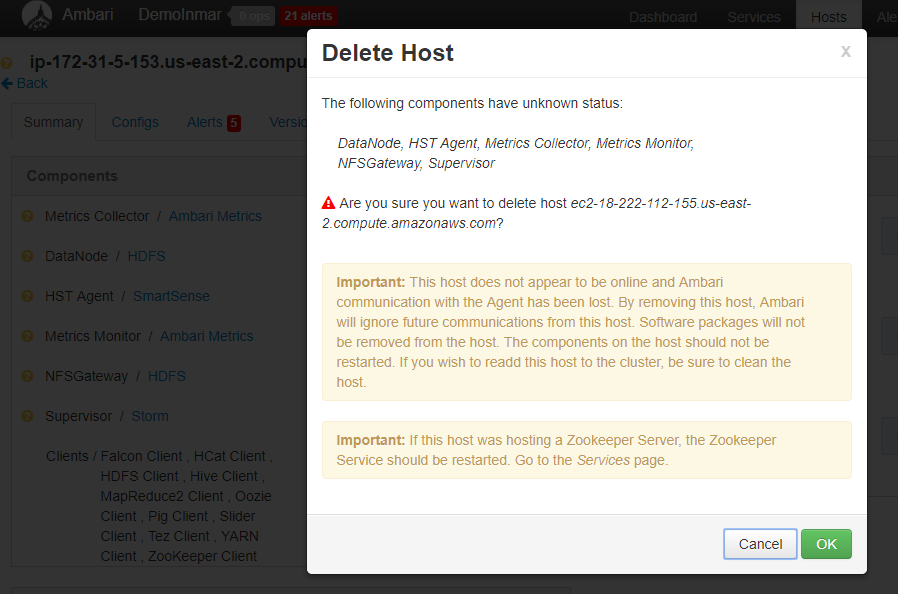 Ambari DemoInmar 0 ops 21 alerts Dashboard Services Hosts Ale
ip-172-31-5-153.us-east-2.compu
Back
Summary Configs Alerts 5 Versio
Components
Metrics Collector / Ambari Metrics
DataNode / HDFS
HST Agent / SmartSense
Metrics Monitor / Ambari Metrics
NFSGateway / HDFS
Supervisor / Storm
Clients / Falcon Client , HCat Client ,
HDFS Client , Hive Client ,
MapReduce2 Client , Oozie
Client , Pig Client , Slider
Client , Tez Client , YARN
Client , ZooKeeper Client
Delete Host x
The following components have unknown status:
DataNode, HST Agent, Metrics Collector, Metrics Monitor,
NFSGateway, Supervisor
Are you sure you want to delete host ec2-18-222-112-155.us-east-
2.compute.amazonaws.com?
Important: This host does not appear to be online and Ambari
communication with the Agent has been lost. By removing this host, Ambari
will ignore future communications from this host. Software packages will not
be removed from the host. The components on the host should not be
restarted. If you wish to readd this host to the cluster, be sure to clean the
host.
Important: If this host was hosting a Zookeeper Server, the Zookeeper
Service should be restarted. Go to the Services page.
Cancel OK